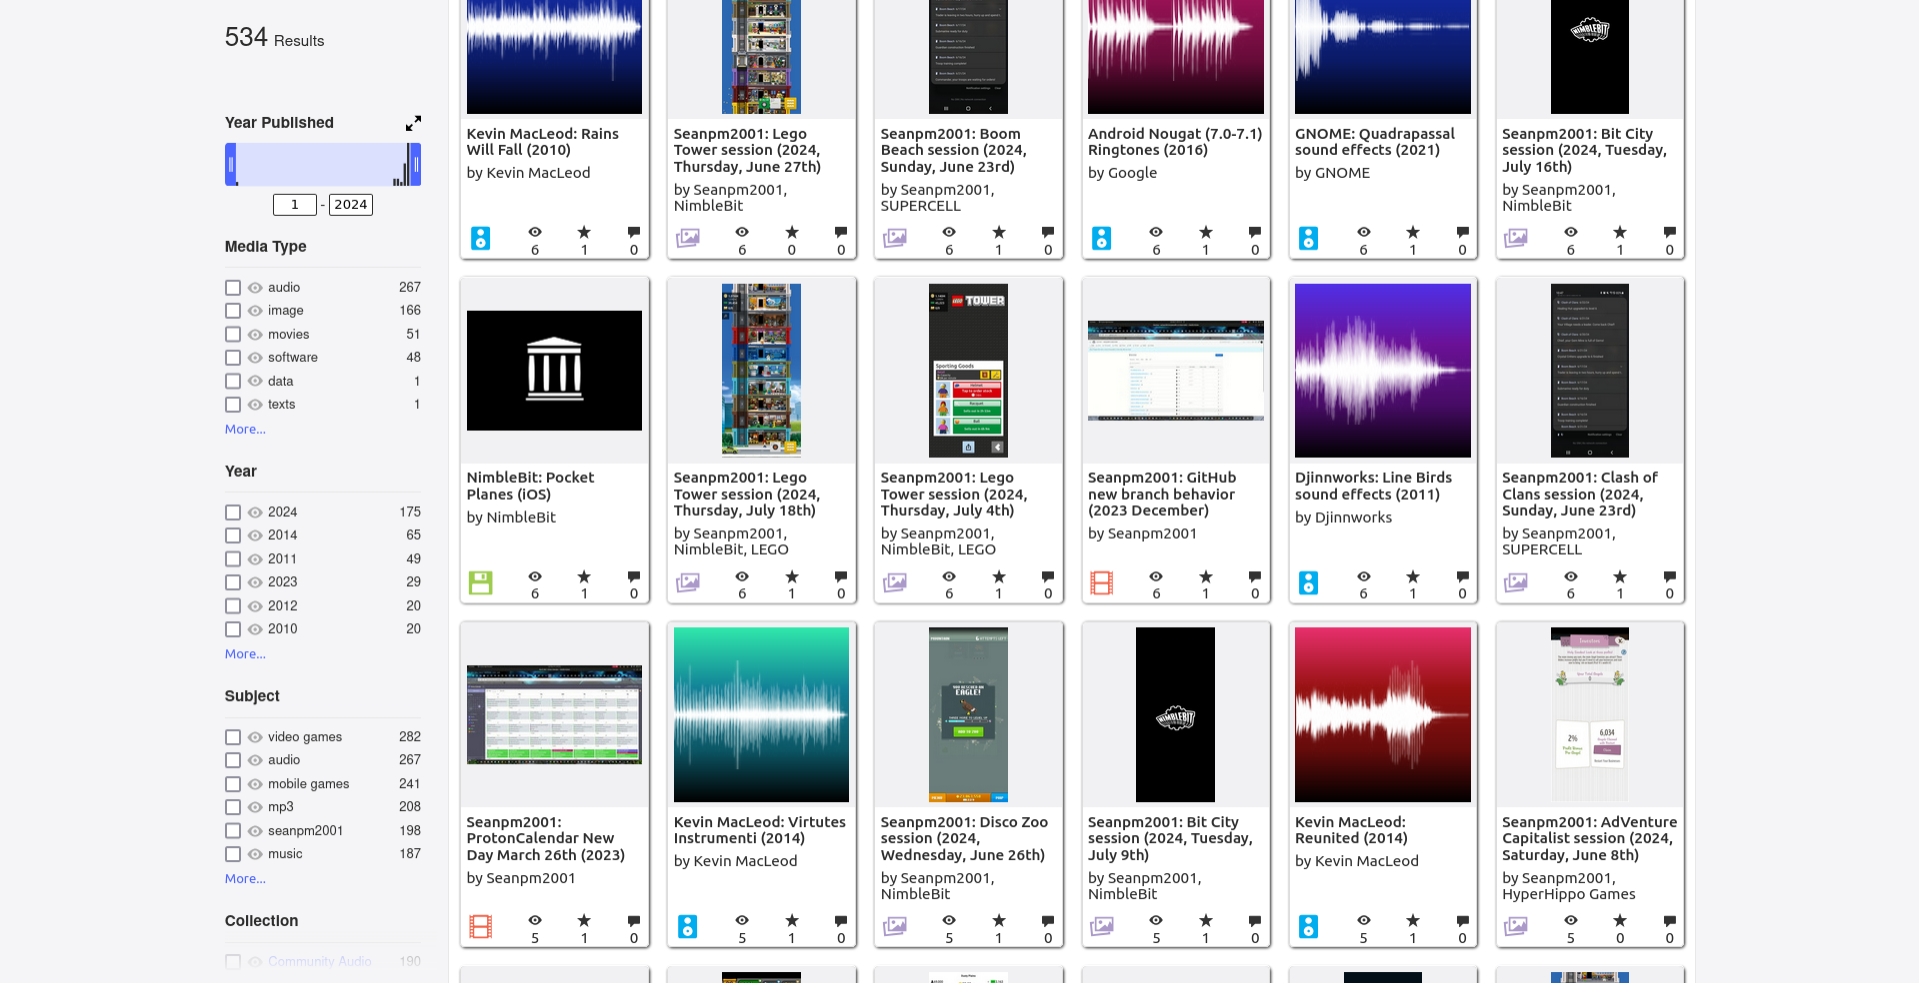 534 Results
Year Published
1 - 2024
Media Type
audio 267
image 166
movies 51
software 48
data 1
texts 1
More...
Year
2024 175
2014 65
2011 49
2023 29
2012 20
2010 20
More...
Subject
video games 282
audio 267
mobile games 241
mp3 208
seanpm2001 198
music 187
More...
Collection
Community Audio 190
Kevin MacLeod: Rains
Will Fall (2010)
by Kevin MacLeod
6 1 0
Seanpm2001: Lego
Tower session (2024,
Thursday, June 27th)
by Seanpm2001,
NimbleBit
6 0 0
Seanpm2001: Boom
Beach session (2024,
Sunday, June 23rd)
by Seanpm2001,
SUPERCELL
6 1 0
Android Nougat (7.0-7.1)
Ringtones (2016)
by Google
6 1 0
GNOME: Quadrapassal
sound effects (2021)
by GNOME
6 1 0
NIMBLEBIT
Seanpm2001: Bit City
session (2024, Tuesday,
July 16th)
by Seanpm2001,
NimbleBit
6 1 0
NimbleBit: Pocket
Planes (iOS)
by NimbleBit
6 1 0
Seanpm2001: Lego
Tower session (2024,
Thursday, July 18th)
by Seanpm2001,
NimbleBit, LEGO
6 1 0
LEGO TOWER
Sporting Goods
Seanpm2001: Lego
Tower session (2024,
Thursday, July 4th)
by Seanpm2001,
NimbleBit, LEGO
6 1 0
Seanpm2001: GitHub
new branch behavior
(2023 December)
by Seanpm2001
6 1 0
Djinnworks: Line Birds
sound effects (2011)
by Djinnworks
6 1 0
Seanpm2001: Clash of
Clans session (2024,
Sunday, June 23rd)
by Seanpm2001,
SUPERCELL
6 1 0
Seanpm2001:
ProtonCalendar New
Day March 26th (2023)
by Seanpm2001
5 1 0
Kevin MacLeod: Virtutes
Instrumenti (2014)
by Kevin MacLeod
5 1 0
EAGLE!
Seanpm2001: Disco Zoo
session (2024,
Wednesday, June 26th)
by Seanpm2001,
NimbleBit
5 1 0
NIMBLEBIT
Seanpm2001: Bit City
session (2024, Tuesday,
July 9th)
by Seanpm2001,
NimbleBit
5 1 0
Kevin MacLeod:
Reunited (2014)
by Kevin MacLeod
5 1 0
2%
6,034
Seanpm2001: AdVenture
Capitalist session (2024,
Saturday, June 8th)
by Seanpm2001,
HyperHippo Games
5 0 0